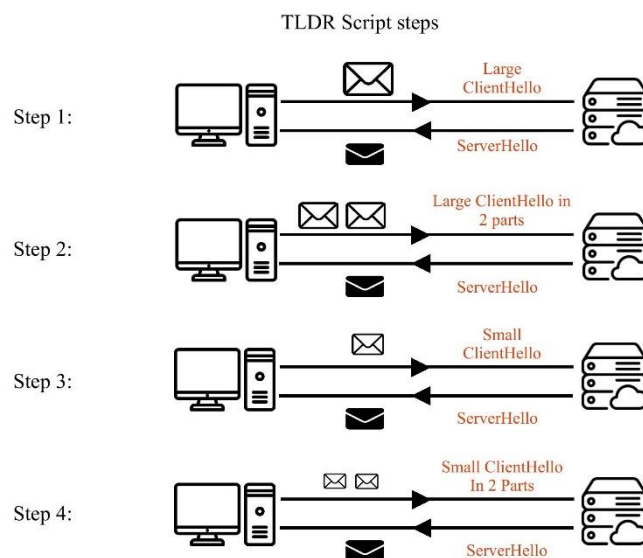 TLDR Script steps
Step 1:
Large
ClientHello
ServerHello
Step 2:
Large ClientHello in
2 parts
ServerHello
Step 3:
Small
ClientHello
ServerHello
Step 4:
Small ClientHello
In 2 Parts
ServerHello